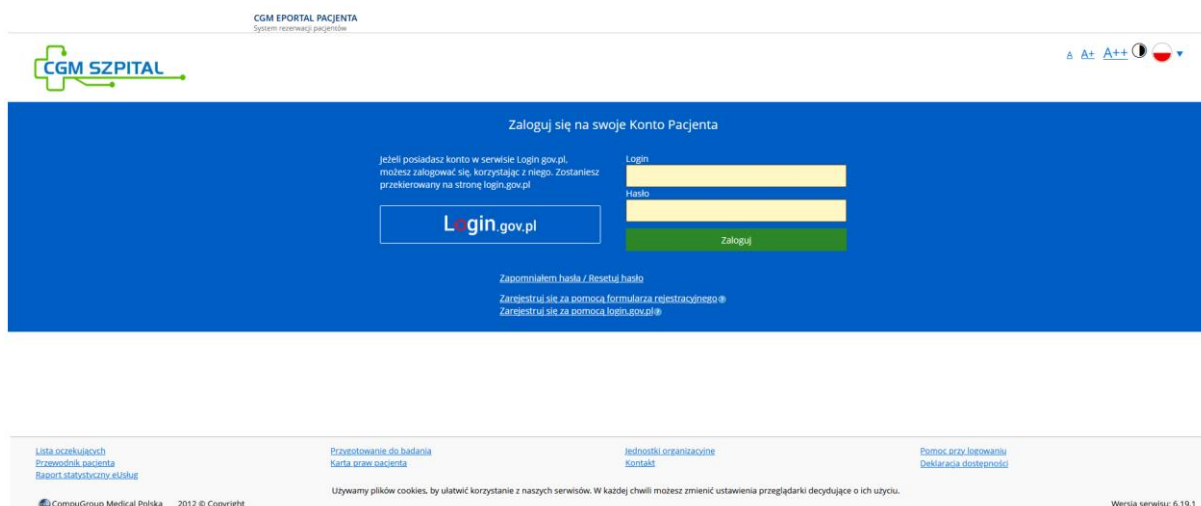 CGM EPORTAL PACJENTA
System rezerwacji pacjentów
CGM SZPITAL
A A+ A++
Zaloguj się na swoje Konto Pacjenta
Jeżeli posiadasz konto w serwisie Login gov.pl,
możesz zalogować się, korzystając z niego. Zostaniesz
przekierowany na stronę login.gov.pl
Login.gov.pl
Login
Hasło
Zaloguj
Zapomniałem hasła / Resetuj hasło
Zarejestruj się za pomocą formularza rejestracyjnego
Zarejestruj się za pomocą login.gov.pl
Lista oczekujących
Przewodnik pacjenta
Raport statystyczny eUsług
Przygotowanie do badania
Karta praw pacjenta
Jednostki organizacyjne
Kontakt
Pomoc przy logowaniu
Deklaracja dostępności
Używamy plików cookies, by ułatwić korzystanie z naszych serwisów. W każdej chwili możesz zmienić ustawienia przeglądarki decydujące o ich użyciu.
CompuGroup Medical Polska 2012 © Copyright
Wersja serwisu: 6.19.1